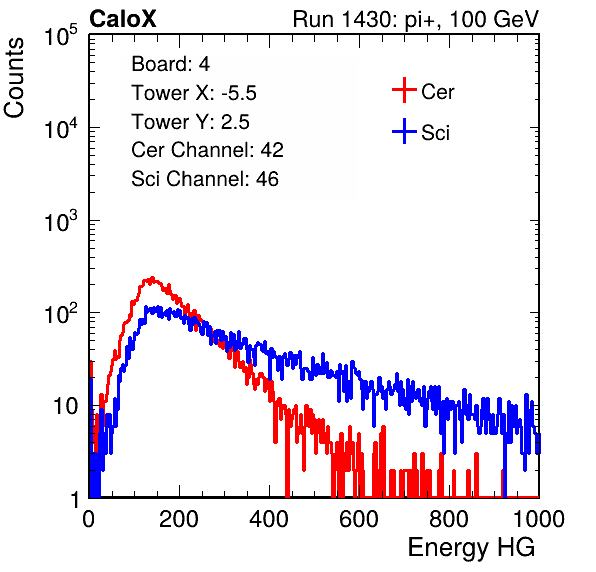 CaloX Run 1430: pi+, 100 GeV
Counts
Board: 4
Tower X: -5.5
Tower Y: 2.5
Cer Channel: 42
Sci Channel: 46
Cer
Sci
10^5
10^4
10^3
10^2
10
1
0 200 400 600 800 1000
Energy HG